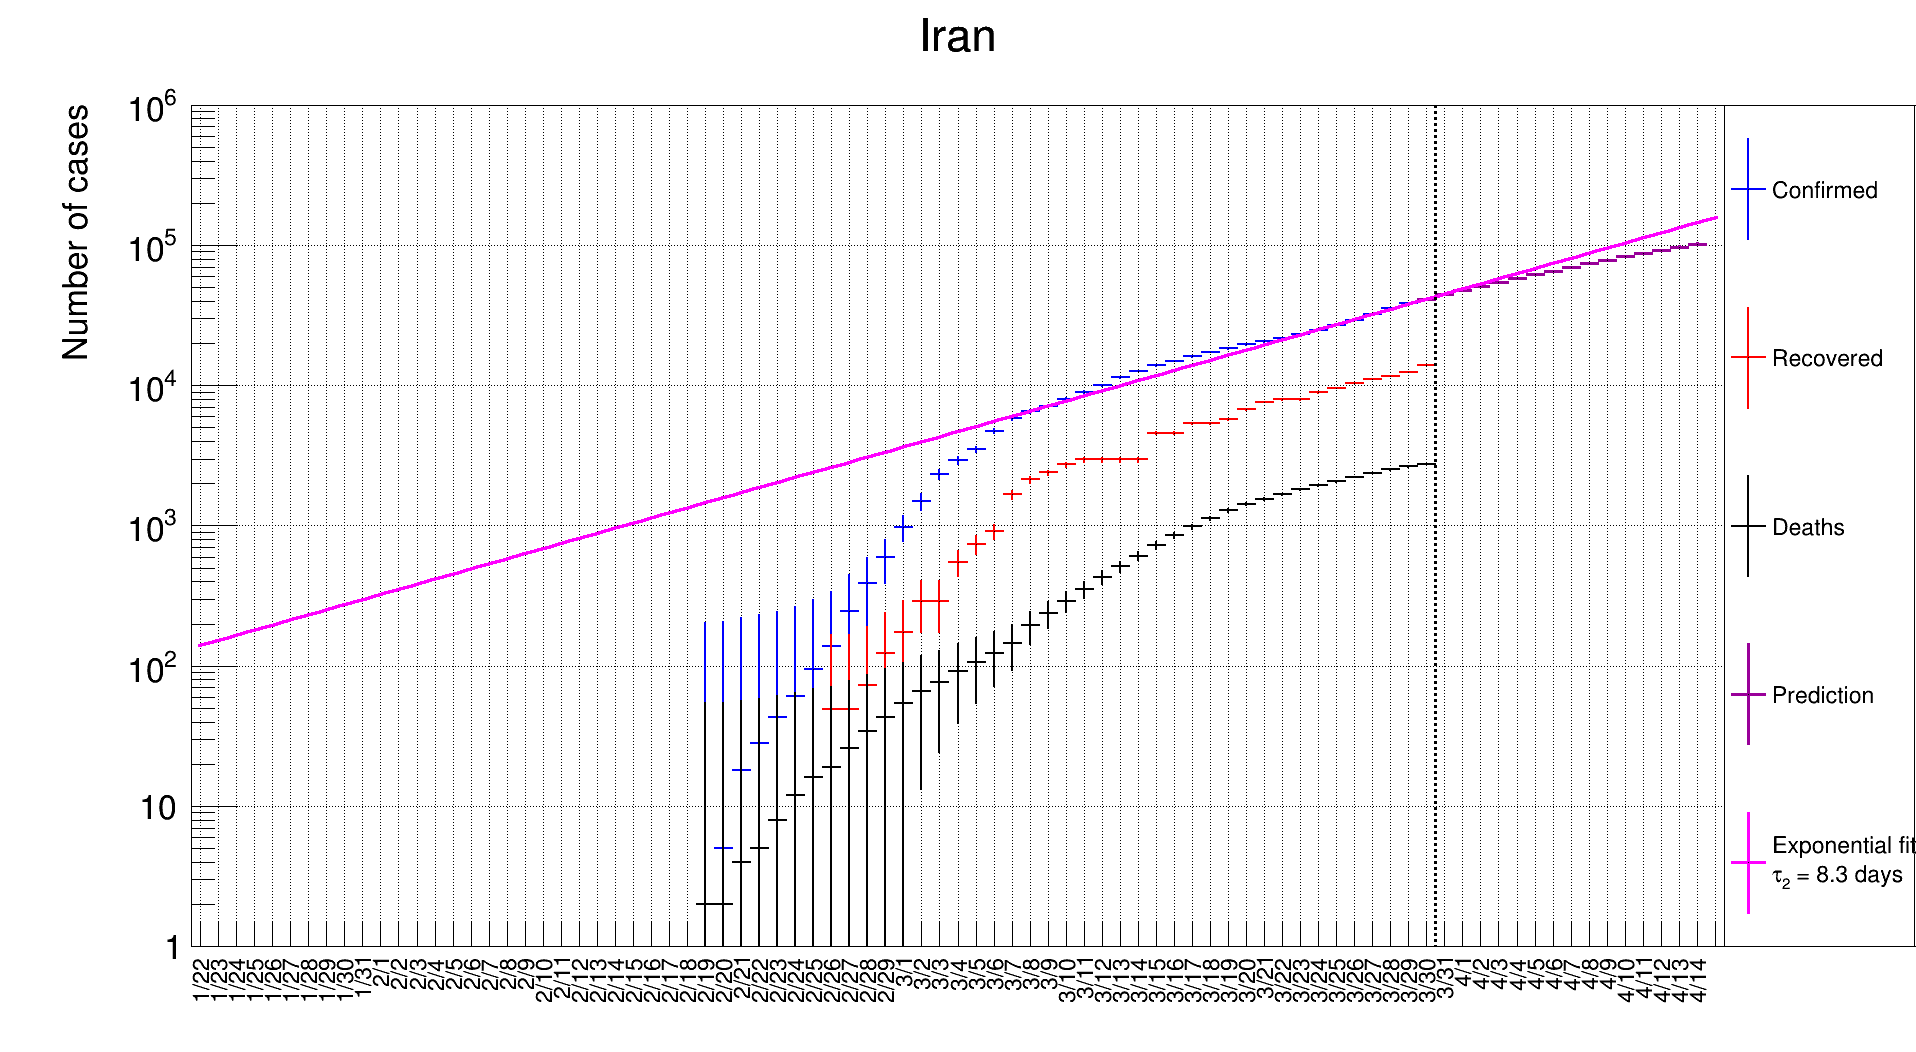 Iran
Number of cases
10^6
10^5
10^4
10^3
10^2
10
1
1/22 1/23 1/24 1/25 1/26 1/27 1/28 1/29 1/30 1/31 2/1 2/2 2/3 2/4 2/5 2/6 2/7 2/8 2/9 2/10 2/11 2/12 2/13 2/14 2/15 2/16 2/17 2/18 2/19 2/20 2/21 2/22 2/23 2/24 2/25 2/26 2/27 2/28 2/29 3/1 3/2 3/3 3/4 3/5 3/6 3/7 3/8 3/9 3/10 3/11 3/12 3/13 3/14 3/15 3/16 3/17 3/18 3/19 3/20 3/21 3/22 3/23 3/24 3/25 3/26 3/27 3/28 3/29 3/30 3/31 4/1 4/2 4/3 4/4 4/5 4/6 4/7 4/8 4/9 4/10 4/11 4/12 4/13 4/14
Confirmed
Recovered
Deaths
Prediction
Exponential fit
τ₂ = 8.3 days